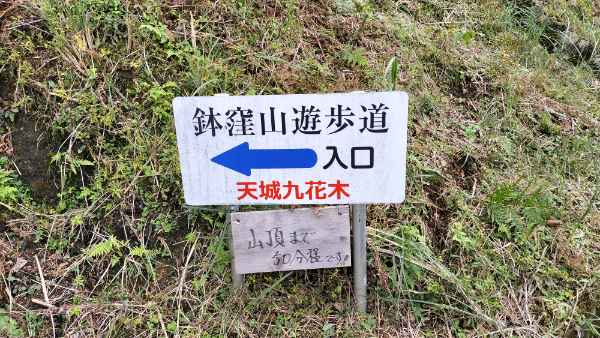 鉢窪山遊歩道
入口
天城九花木
山頂まで
分程です。